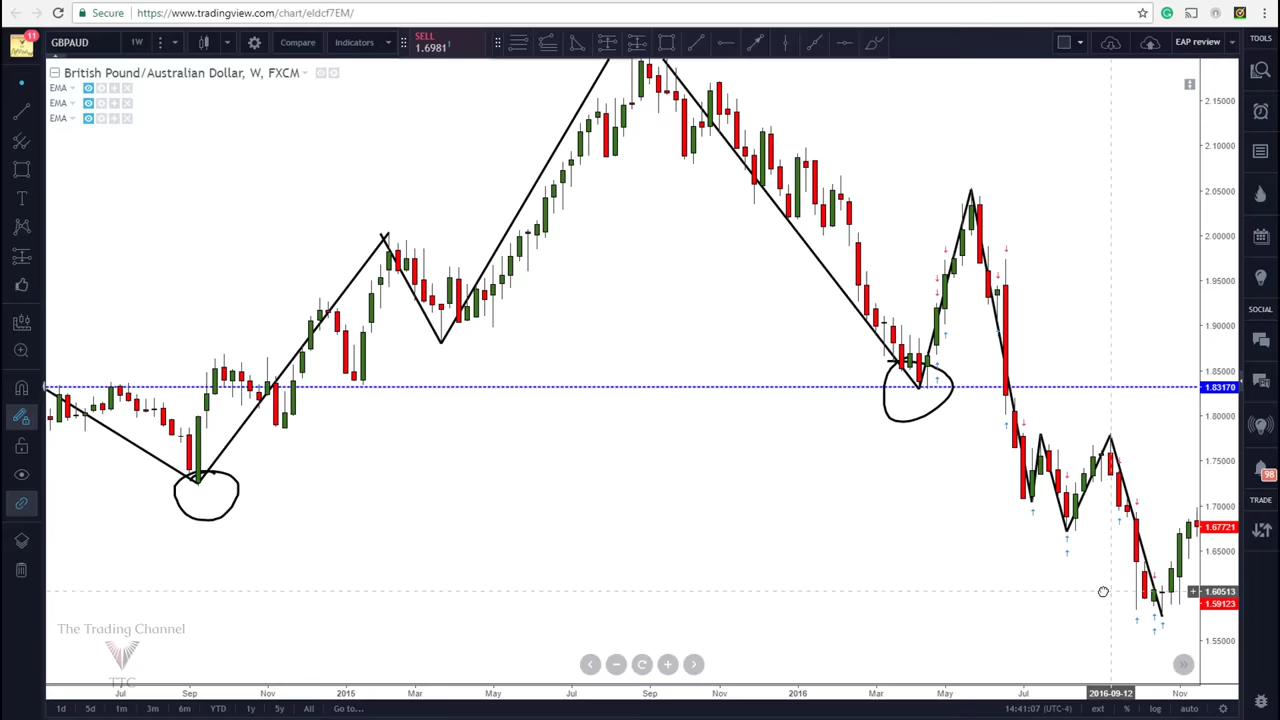 Secure https://www.tradingview.com/chart/eldcf7EM/
11 GBPAUD 1W Compare Indicators SELL 1.6981 EAP review TOOLS
British Pound/Australian Dollar, W, FXCM
EMA
EMA
EMA
2.15000
2.10000
2.05000
2.00000
1.95000
1.90000
1.85000
1.83170
1.80000
1.75000
1.70000
1.67721
1.65000
1.60513
1.59123
1.55000
SOCIAL
98
TRADE
The Trading Channel
TTC
Jul Sep Nov 2015 Mar May Jul Sep Nov 2016 Mar May Jul 2016-09-12 Nov
1d 5d 1m 3m 6m YTD 1y 5y All Go to... 14:41:07 (UTC-4) ext % log auto